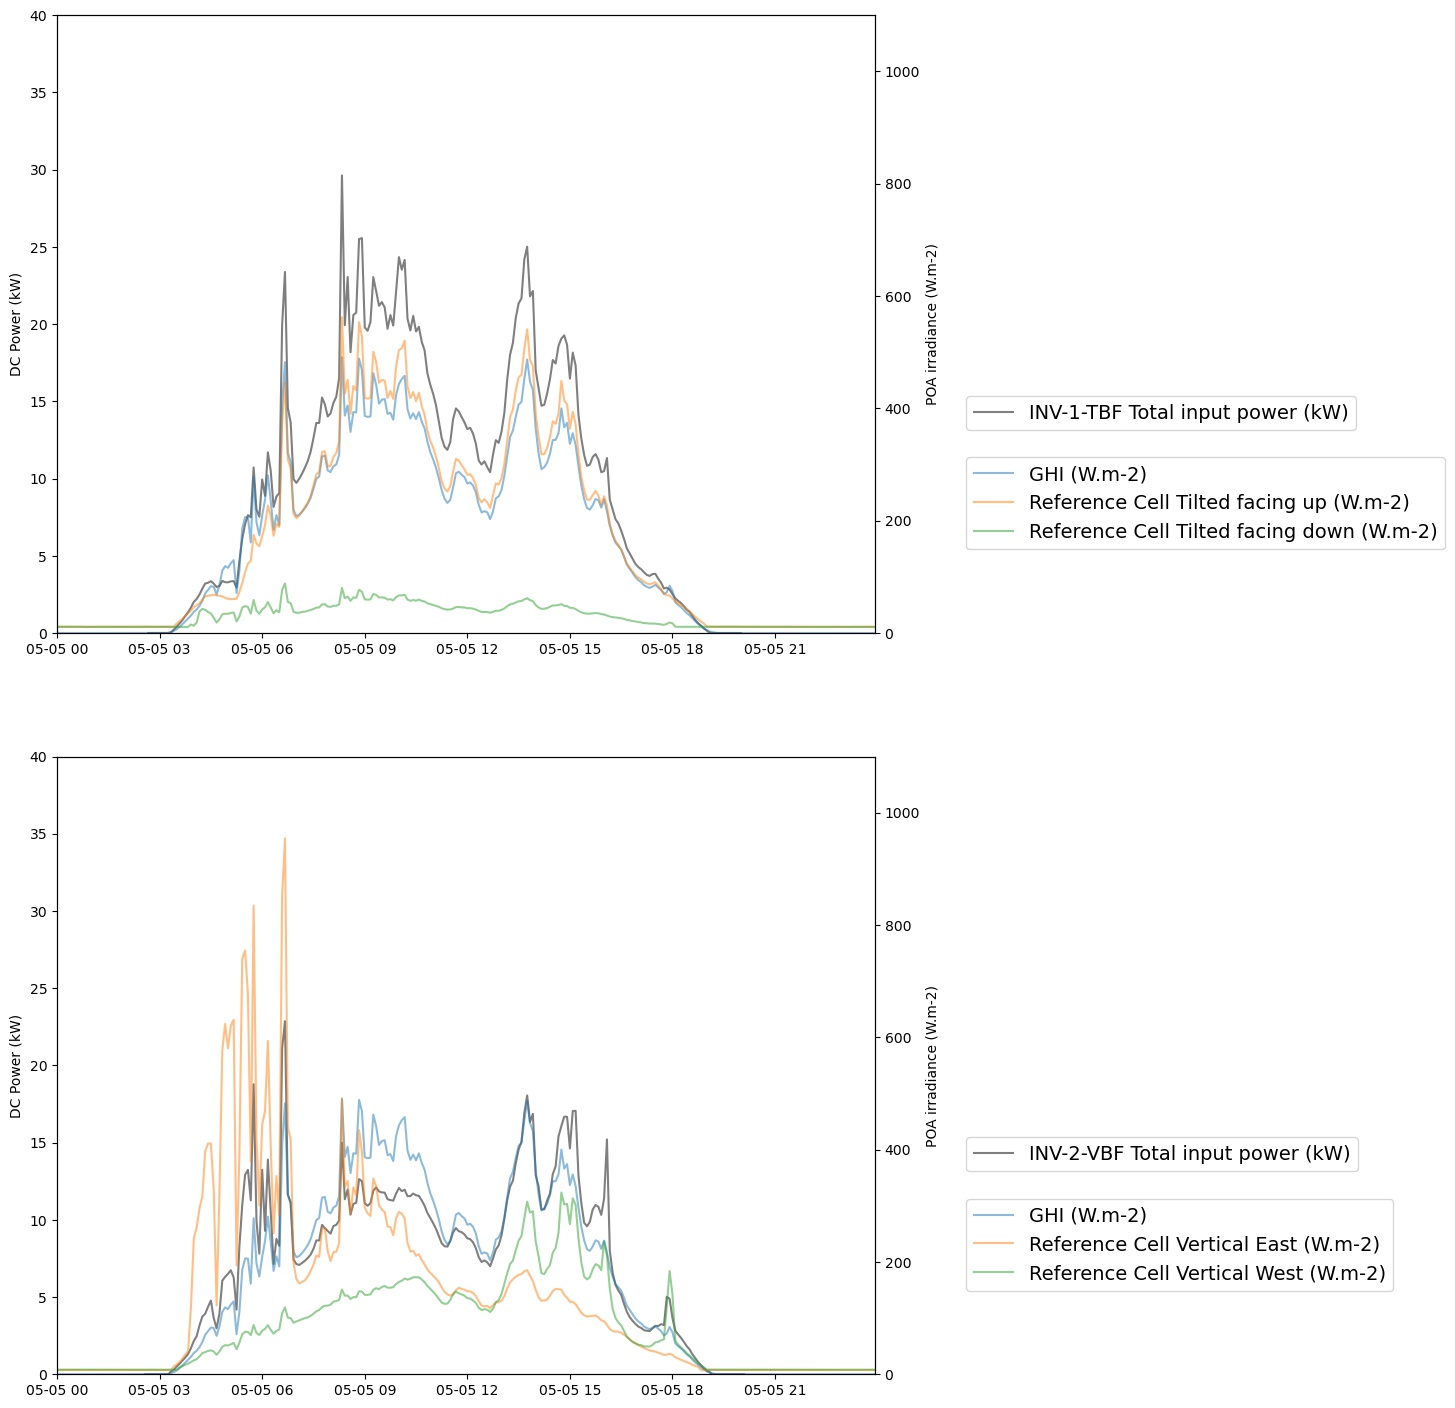 40
35
30
25
20
15
10
5
0
DC Power (kW)
1000
800
600
400
200
0
POA irradiance (W.m-2)
05-05 00 05-05 03 05-05 06 05-05 09 05-05 12 05-05 15 05-05 18 05-05 21
INV-1-TBF Total input power (kW)
GHI (W.m-2)
Reference Cell Tilted facing up (W.m-2)
Reference Cell Tilted facing down (W.m-2)
40
35
30
25
20
15
10
5
0
DC Power (kW)
1000
800
600
400
200
0
POA irradiance (W.m-2)
05-05 00 05-05 03 05-05 06 05-05 09 05-05 12 05-05 15 05-05 18 05-05 21
INV-2-VBF Total input power (kW)
GHI (W.m-2)
Reference Cell Vertical East (W.m-2)
Reference Cell Vertical West (W.m-2)